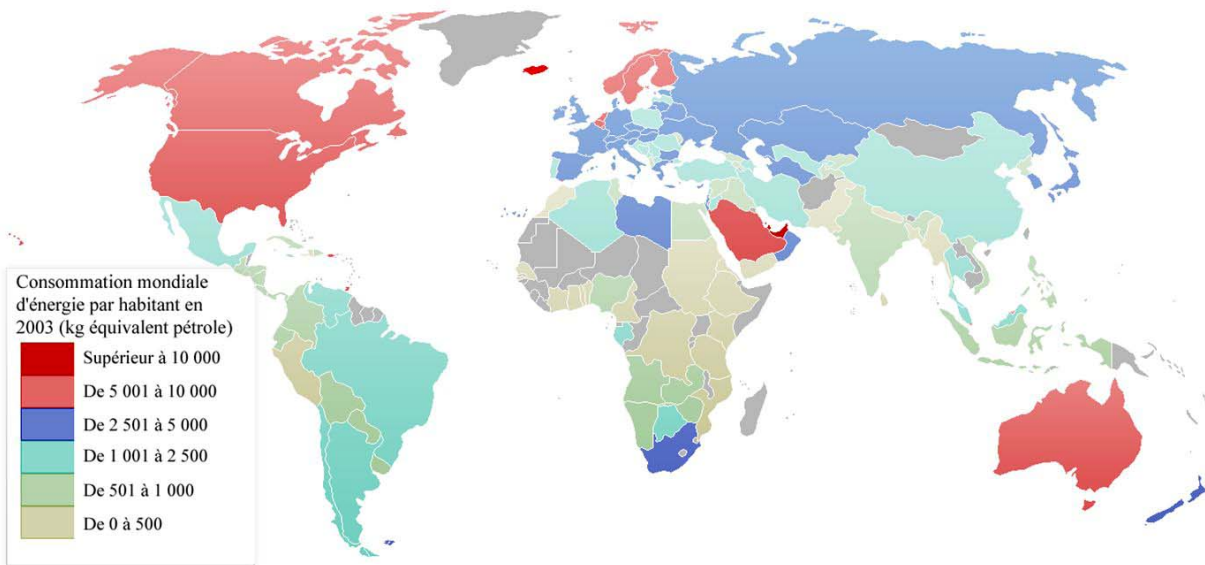 Consommation mondiale
d'énergie par habitant en
2003 (kg équivalent pétrole)
Supérieur à 10 000
De 5 001 à 10 000
De 2 501 à 5 000
De 1 001 à 2 500
De 501 à 1 000
De 0 à 500